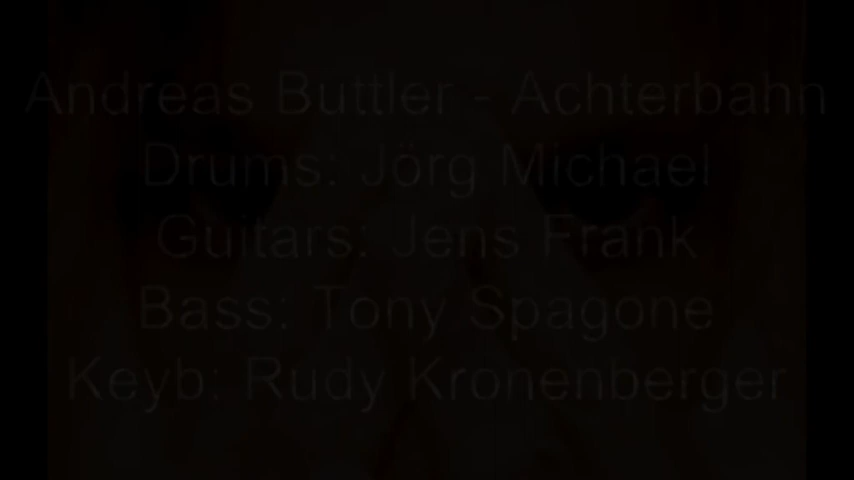 Andreas Buttler - Achterbahn
Drums: Jörg Michael
Guitars: Jens Frank
Bass: Tony Spagone
Keyb: Rudy Kronenberger